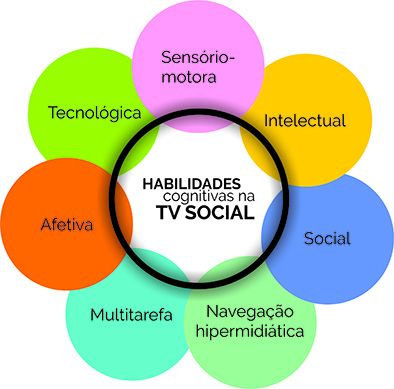 Sensório-
motora
Tecnológica
Intelectual
HABILIDADES
cognitivas na
TV SOCIAL
Afetiva
Social
Multitarefa
Navegação
hipermidiática